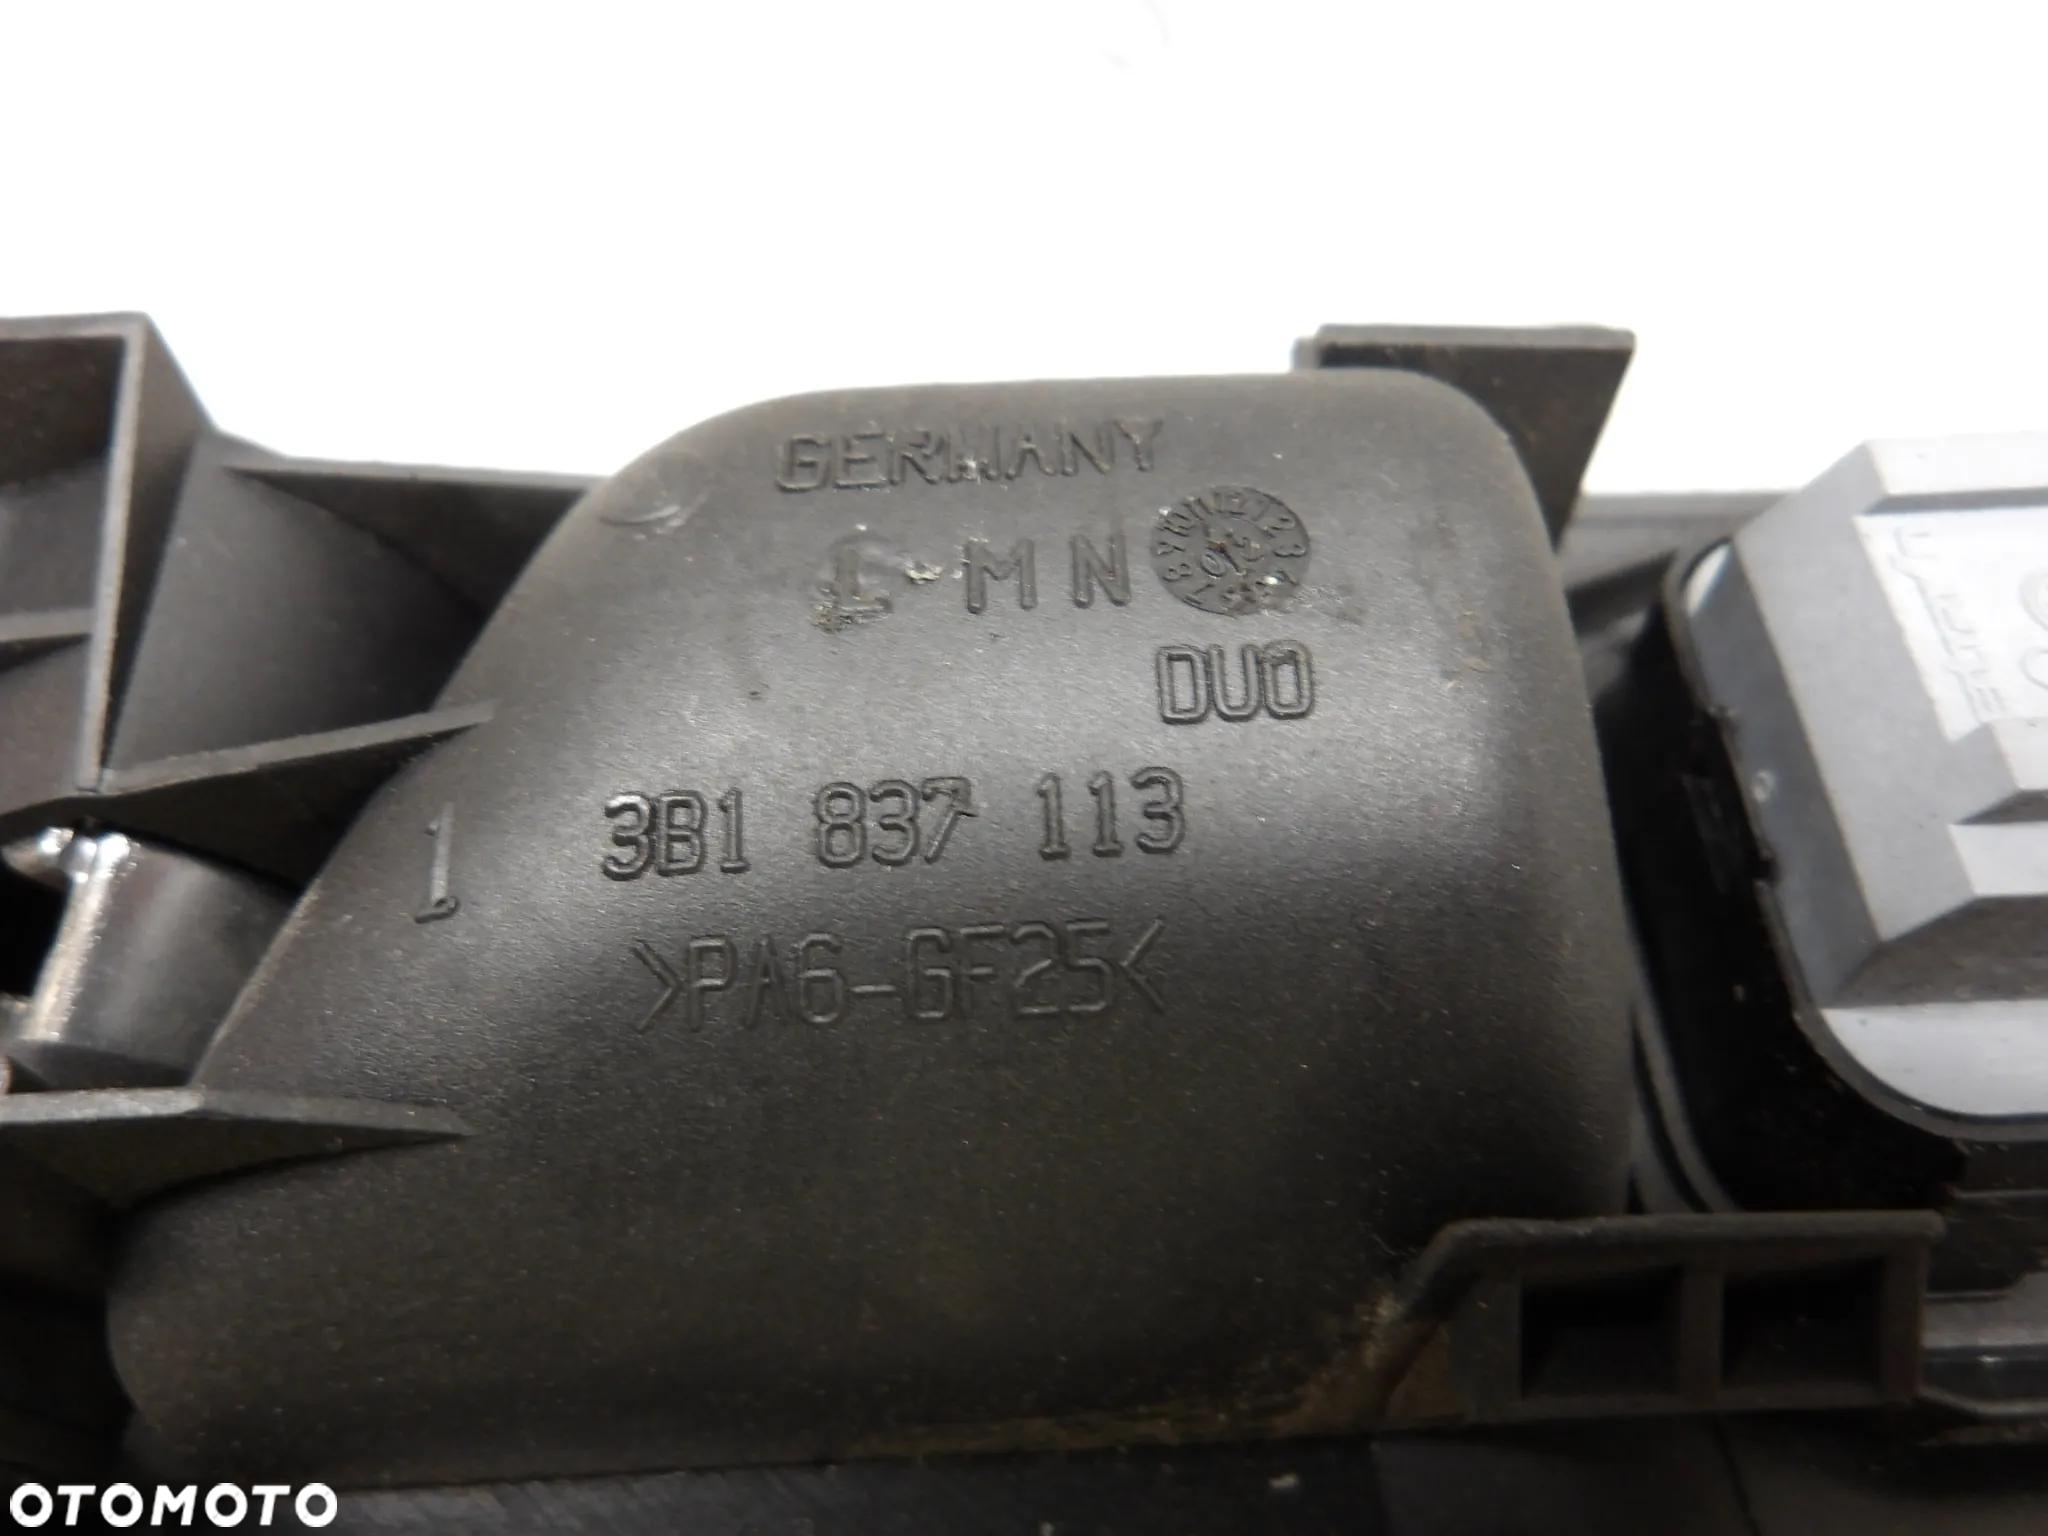 GERMANY
L-MN
DUO
3B1 837 113
1
>PA6-GF25<
OTOMOTO